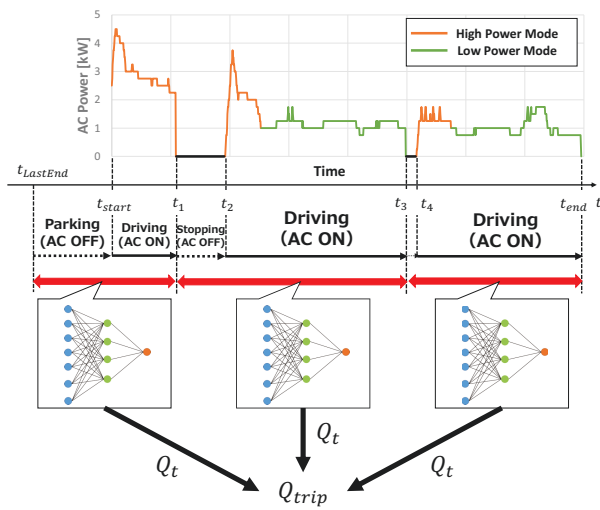 AC Power [kW]
5
4
3
2
1
0
High Power Mode
Low Power Mode
Time
t_LastEnd
t_start
t_1
t_2
t_3
t_4
t_end
t
Parking
(AC OFF)
Driving
(AC ON)
Stopping
(AC OFF)
Driving
(AC ON)
Driving
(AC ON)
Q_t
Q_t
Q_t
Q_trip